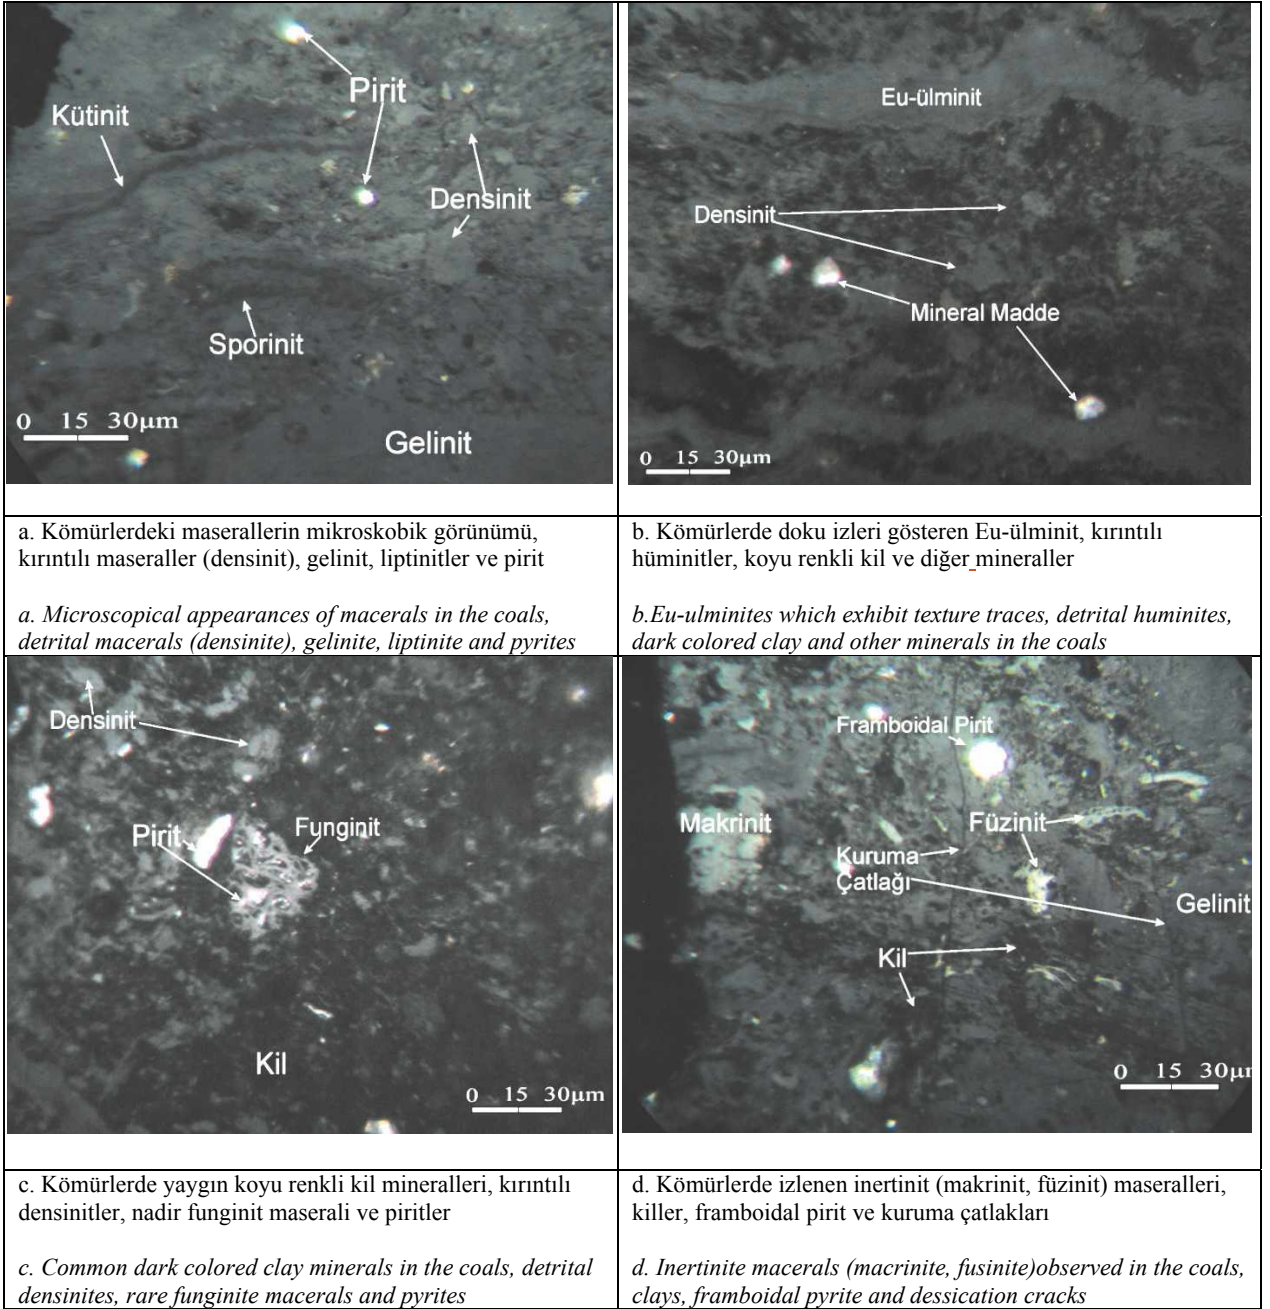 Pirit
Kütinit
Densinit
Sporinit
0 15 30µm
Gelinit
Eu-ülminit
Densinit
Mineral Madde
0 15 30µm
a. Kömürlerdeki maserallerin mikroskobik görünümü,
kırıntılı maseraller (densinit), gelinit, liptinitler ve pirit
a. Microscopical appearances of macerals in the coals,
detrital macerals (densinite), gelinite, liptinite and pyrites
b. Kömürlerde doku izleri gösteren Eu-ülminit, kırıntılı
hüminitler, koyu renkli kil ve diğer mineraller
b.Eu-ulminites which exhibit texture traces, detrital huminites,
dark colored clay and other minerals in the coals
Densinit
Pirit
Funginit
Kil
0 15 30µm
Framboidal Pirit
Makrinit
Füzinit
Kuruma
Çatlağı
Gelinit
Kil
0 15 30µm
c. Kömürlerde yaygın koyu renkli kil mineralleri, kırıntılı
densinitler, nadir funginit maserali ve piritler
c. Common dark colored clay minerals in the coals, detrital
densinites, rare funginite macerals and pyrites
d. Kömürlerde izlenen inertinit (makrinit, füzinit) maseralleri,
killer, framboidal pirit ve kuruma çatlakları
d. Inertinite macerals (macrinite, fusinite)observed in the coals,
clays, framboidal pyrite and dessication cracks